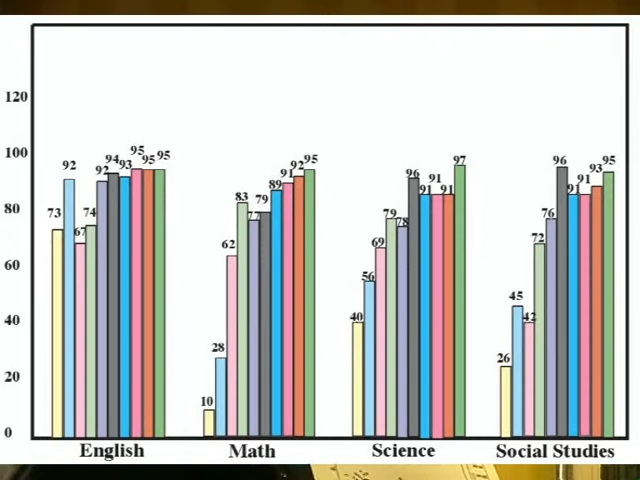 120
100
80
60
40
20
0
73 92 67 74 92 94 93 95 95 95
10 28 62 83 77 79 89 91 92 95
40 56 69 79 78 96 91 91 91 97
26 45 42 72 76 96 91 91 93 95
English Math Science Social Studies